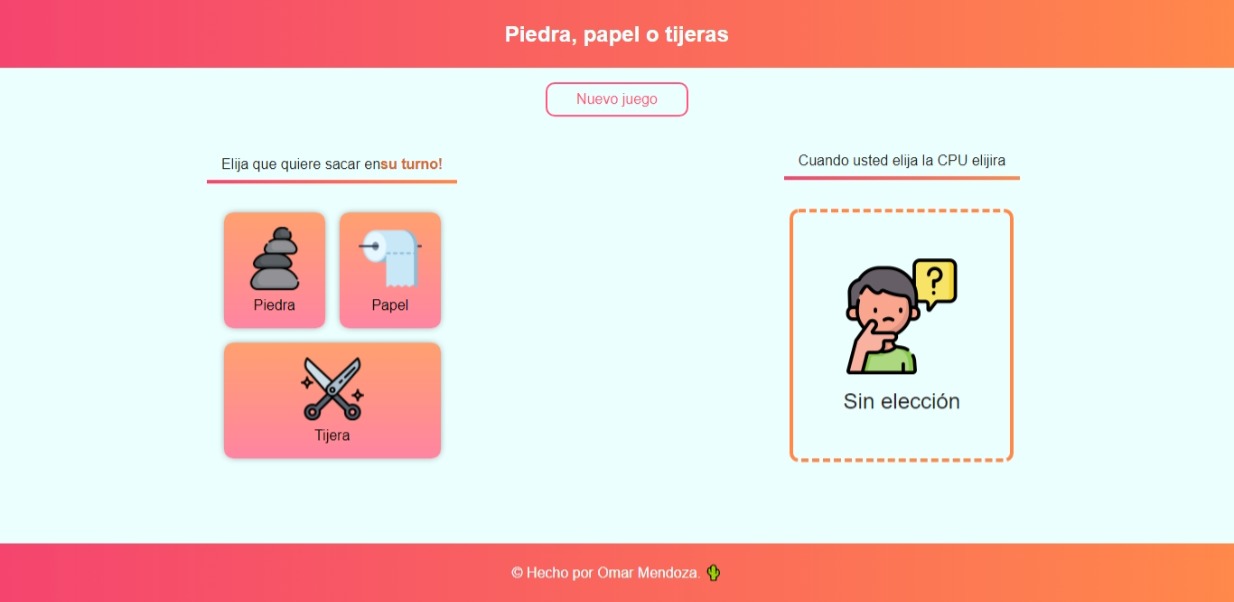 Piedra, papel o tijeras
Nuevo juego
Elija que quiere sacar ensu turno!
Piedra
Papel
Tijera
Cuando usted elija la CPU elijira
?
Sin elección
© Hecho por Omar Mendoza. 🌵